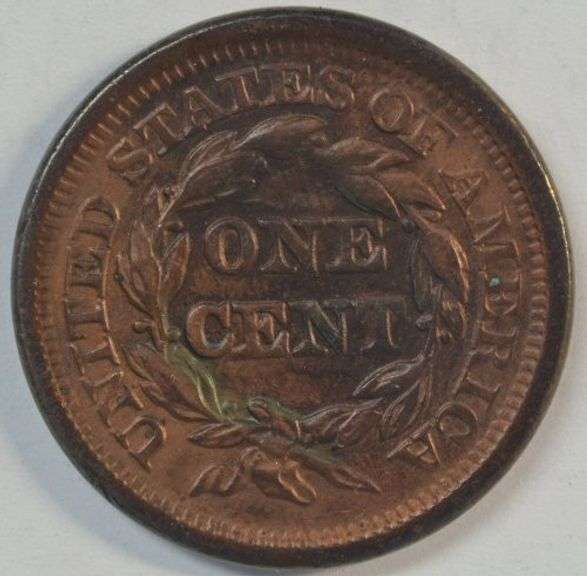 UNITED STATES OF AMERICA
ONE
CENT